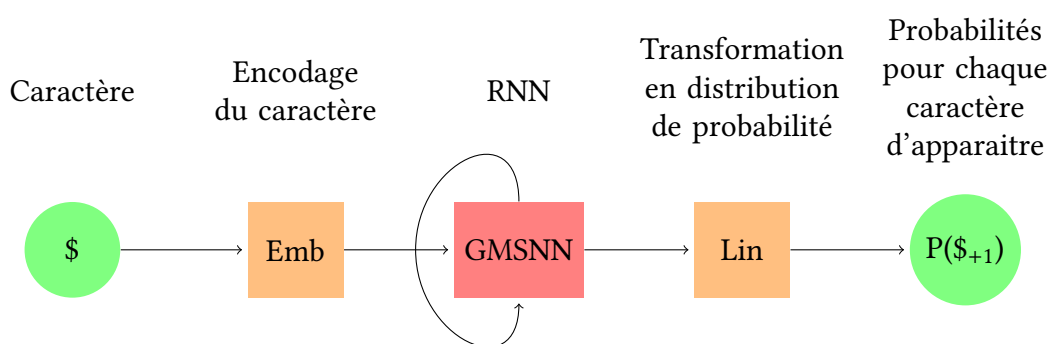 Caractère
Encodage
du caractère
RNN
Transformation
en distribution
de probabilité
Probabilités
pour chaque
caractère
d'apparaitre
$
Emb
GMSNN
Lin
P($₊₁)